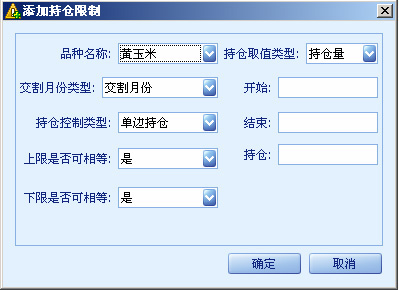 添加持仓限制
品种名称: 黄玉米 持仓取值类型: 持仓量
交割月份类型: 交割月份 开始:
持仓控制类型: 单边持仓 结束:
上限是否可相等: 是 持仓:
下限是否可相等: 是
确定 取消